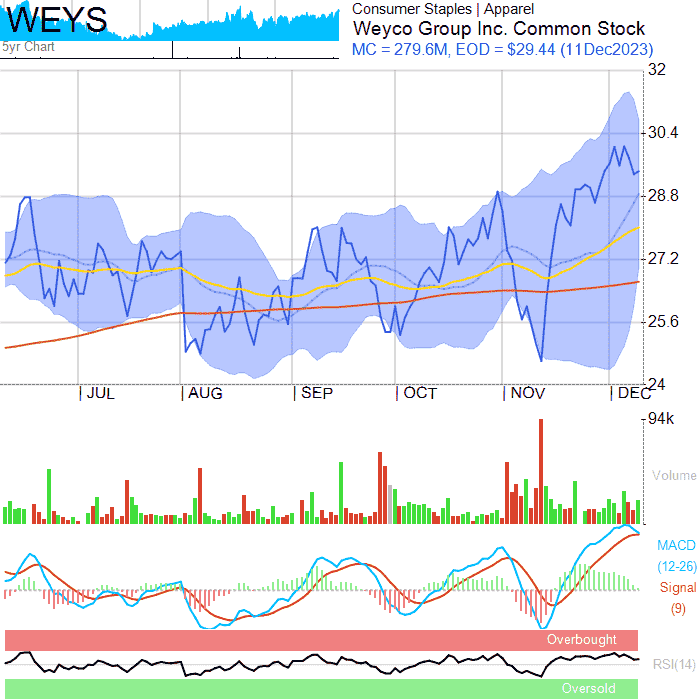 WEYS
5yr Chart
Consumer Staples | Apparel
Weyco Group Inc. Common Stock
MC = 279.6M, EOD = $29.44 (11Dec2023)
32
30.4
28.8
27.2
25.6
24
JUL AUG SEP OCT NOV DEC
94k
Volume
MACD
(12-26)
Signal
(9)
Overbought
RSI(14)
Oversold